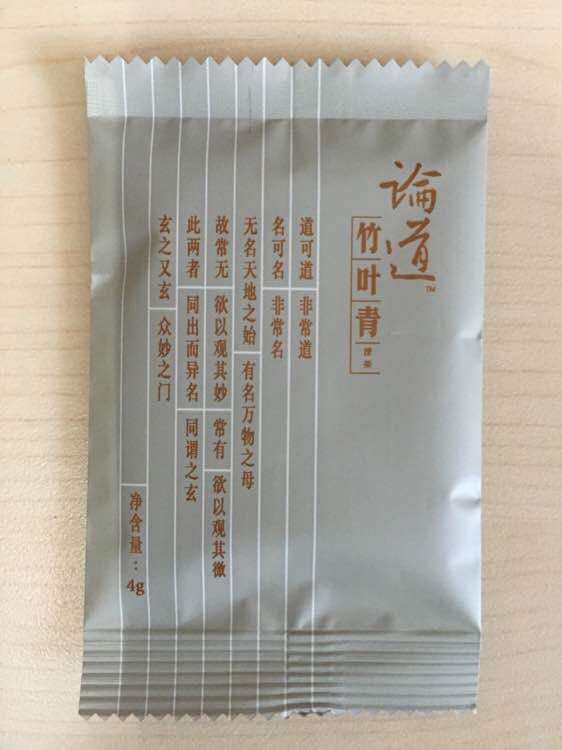 论道™
竹叶青
道可道 非常道
名可名 非常名
无名天地之始 有名万物之母
故常无 欲以观其妙 常有 欲以观其微
此两者 同出而异名 同谓之玄
玄之又玄 众妙之门
净含量：4g